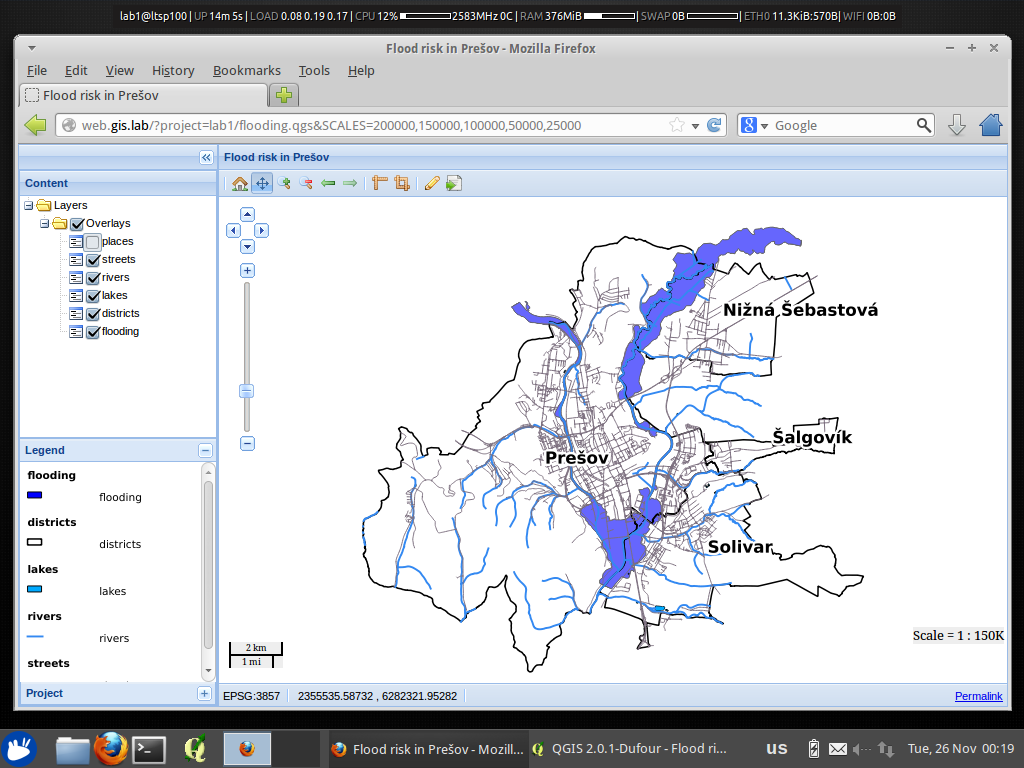 lab1@ltsp100 | UP 14m 5s | LOAD 0.08 0.19 0.17 | CPU 12% 2583MHz 0C | RAM 376MiB | SWAP 0B | ETH0 11.3KiB:570B | WIFI 0B:0B
Flood risk in Prešov - Mozilla Firefox
File Edit View History Bookmarks Tools Help
Flood risk in Prešov
web.gis.lab/?project=lab1/flooding.qgs&SCALES=200000,150000,100000,50000,25000
Google
Flood risk in Prešov
Content
Layers
Overlays
places
streets
rivers
lakes
districts
flooding
Nižná Šebastová
Šalgovík
Prešov
Solivar
Legend
flooding
flooding
districts
districts
lakes
lakes
rivers
rivers
streets
Scale = 1 : 150K
2 km
1 mi
Project
EPSG:3857 2355535.58732 , 6282321.95282 Permalink
Flood risk in Prešov - Mozill... QGIS 2.0.1-Dufour - Flood ri... us Tue, 26 Nov 00:19